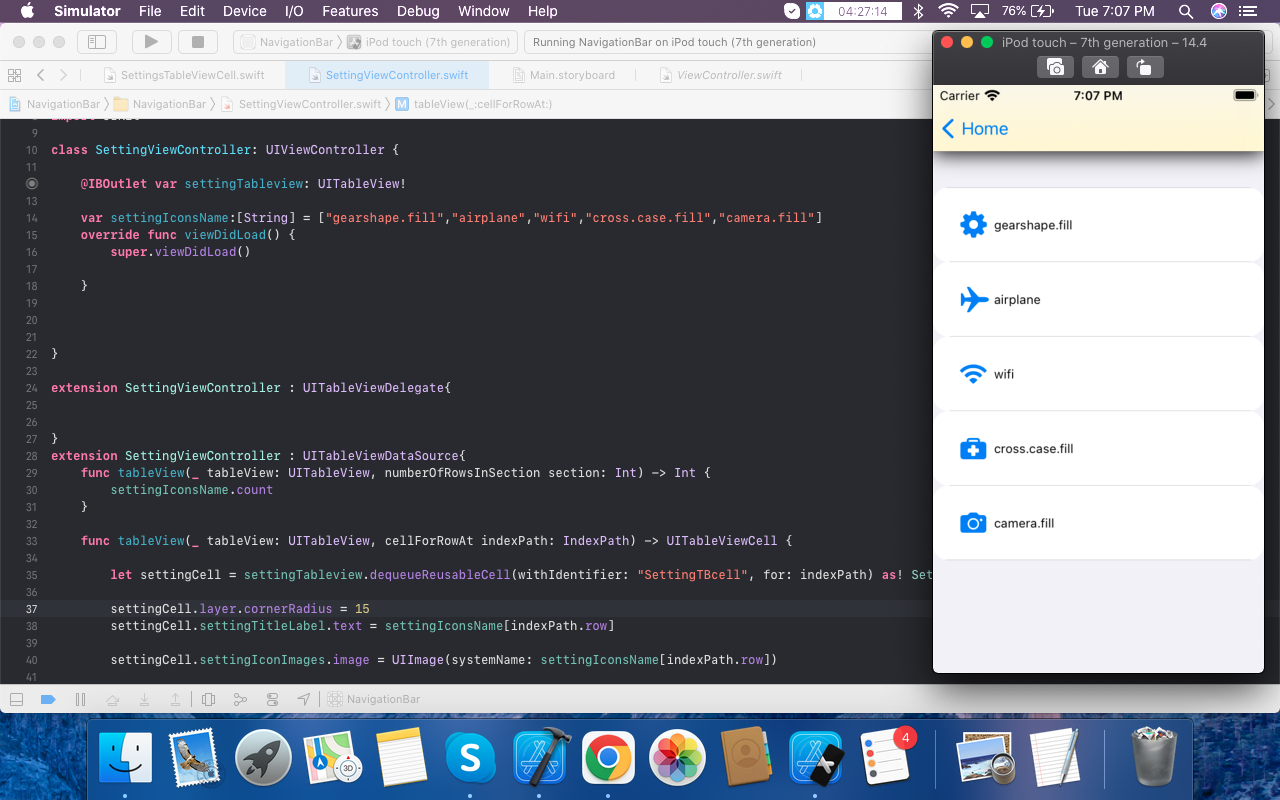 Simulator File Edit Device I/O Features Debug Window Help 04:27:14 76% Tue 7:07 PM
NavigationBar iPod touch (7th generation) Running NavigationBar on iPod touch (7th generation)
SettingsTableViewCell.swift SettingViewController.swift Main.storyboard ViewController.swift
NavigationBar NavigationBar SettingViewController.swift M tableView(_:cellForRowAt:)
9
10 class SettingViewController: UIViewController {
11
@IBOutlet var settingTableview: UITableView!
13
14 var settingIconsName:[String] = ["gearshape.fill","airplane","wifi","cross.case.fill","camera.fill"]
15 override func viewDidLoad() {
16 super.viewDidLoad()
17
18 }
19
20
21
22 }
23
24 extension SettingViewController : UITableViewDelegate{
25
26
27 }
28 extension SettingViewController : UITableViewDataSource{
29 func tableView(_ tableView: UITableView, numberOfRowsInSection section: Int) -> Int {
30 settingIconsName.count
31 }
32
33 func tableView(_ tableView: UITableView, cellForRowAt indexPath: IndexPath) -> UITableViewCell {
34
35 let settingCell = settingTableview.dequeueReusableCell(withIdentifier: "SettingTBcell", for: indexPath) as! Set
36
37 settingCell.layer.cornerRadius = 15
38 settingCell.settingTitleLabel.text = settingIconsName[indexPath.row]
39
40 settingCell.settingIconImages.image = UIImage(systemName: settingIconsName[indexPath.row])
41
NavigationBar
iPod touch – 7th generation – 14.4
Carrier 7:07 PM
Home
gearshape.fill
airplane
wifi
cross.case.fill
camera.fill
3D
S
4